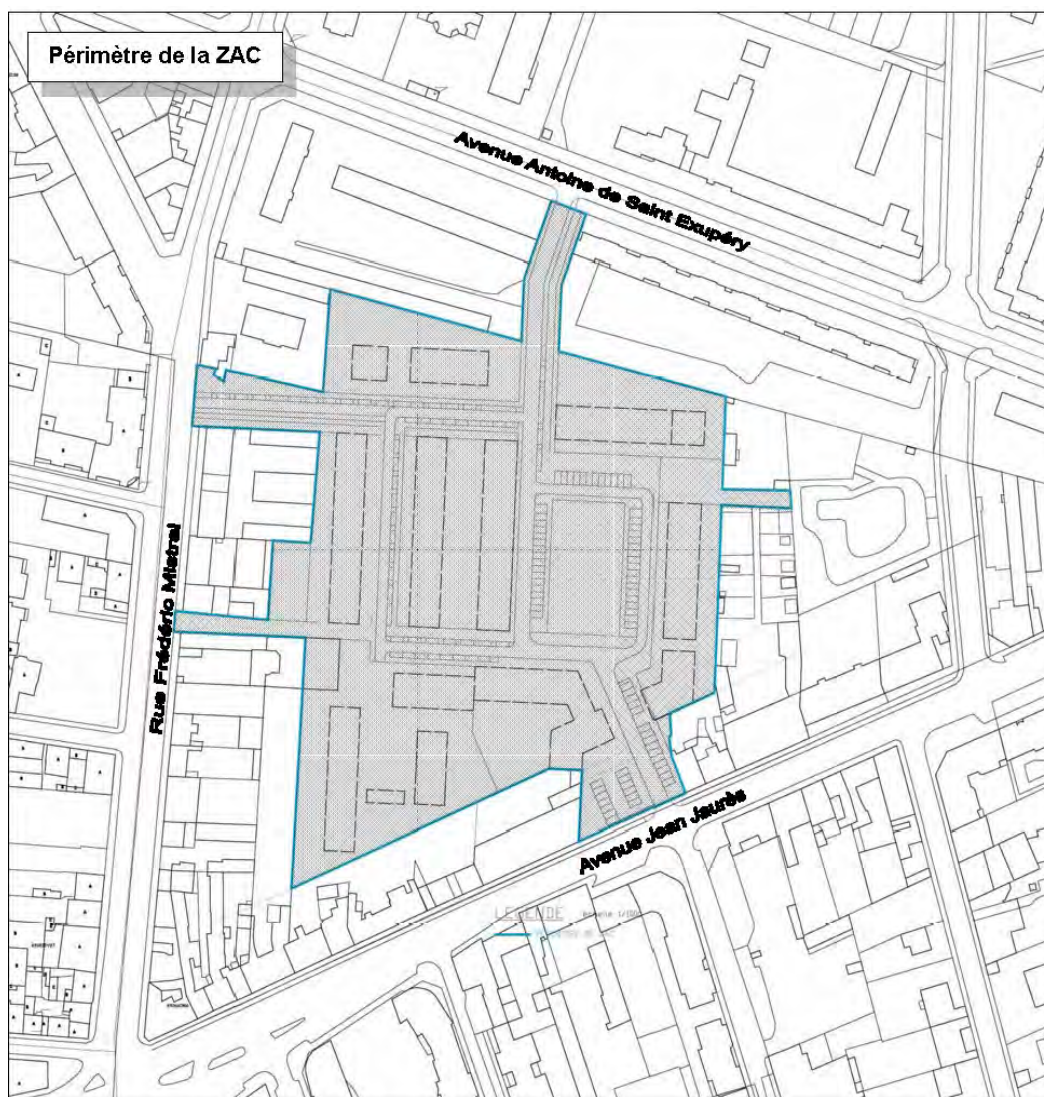 Périmètre de la ZAC
Avenue Antoine de Saint Exupéry
Rue Frédéric Mistral
Avenue Jean Jaurès
LEGENDE